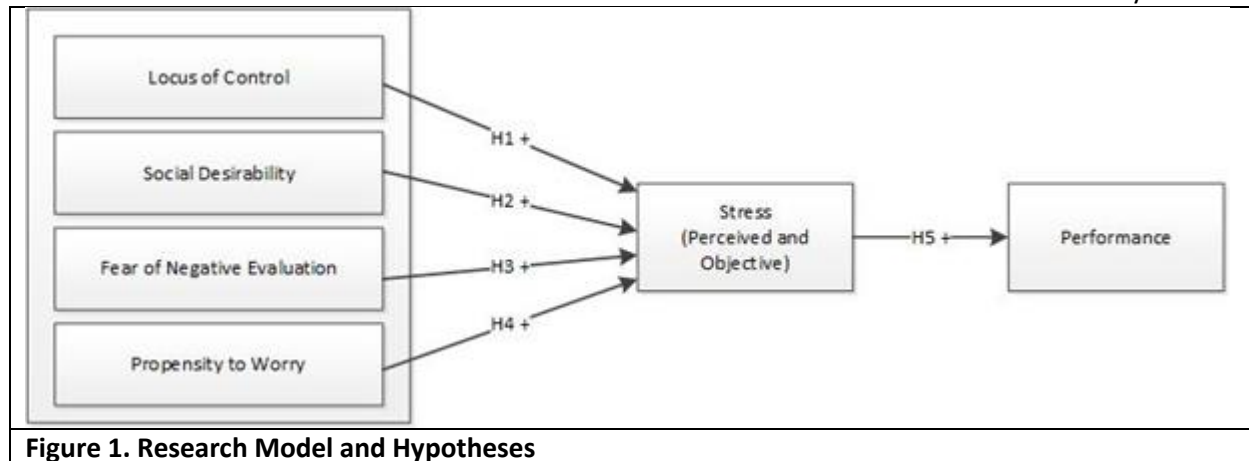 Locus of Control
Social Desirability
Fear of Negative Evaluation
Propensity to Worry
H1 +
H2 +
H3 +
H4 +
Stress
(Perceived and
Objective)
H5 +
Performance
Figure 1. Research Model and Hypotheses